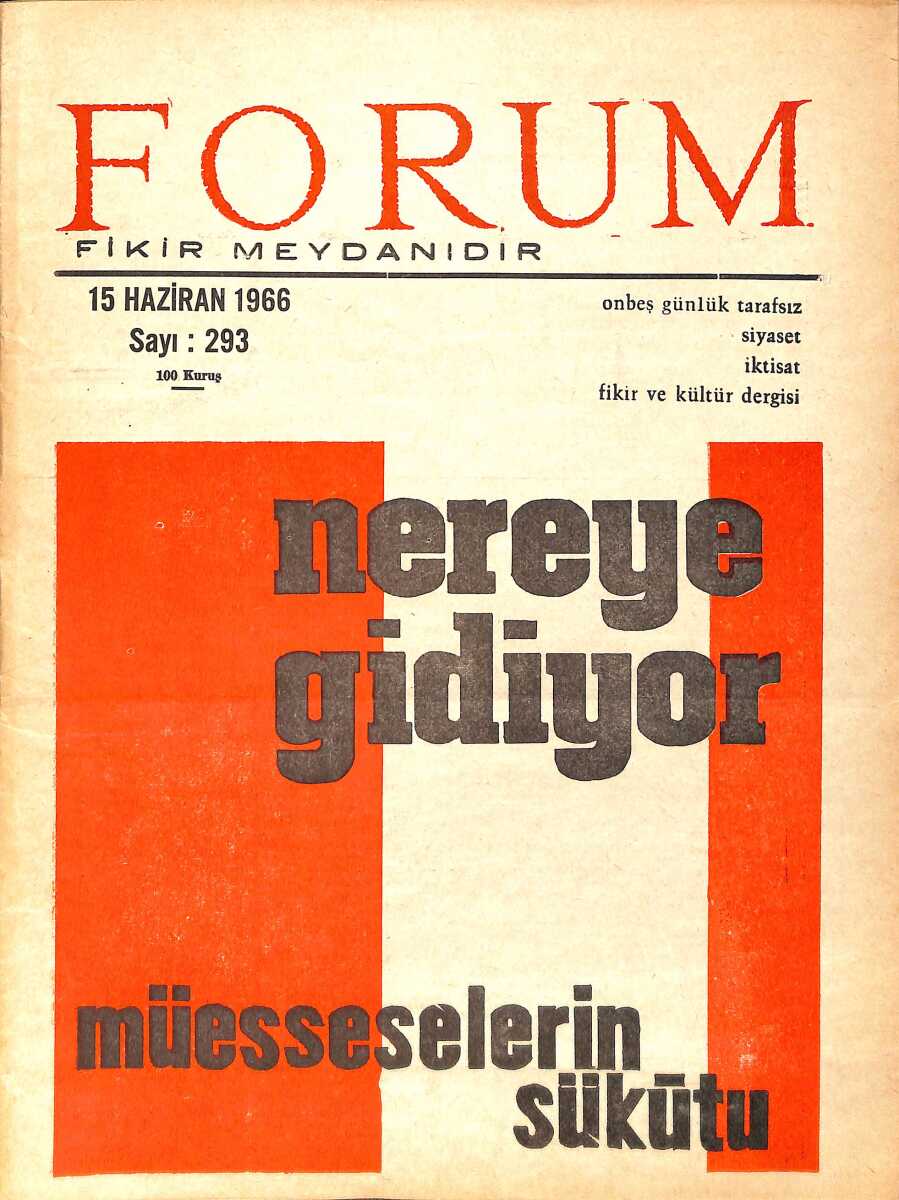 FORUM
FİKİR MEYDANIDIR
15 HAZİRAN 1966
Sayı : 293
100 Kuruş
onbeş günlük tarafsız
siyaset
iktisat
fikir ve kültür dergisi
nereye
gidiyor
müesseselerin
sükūtu